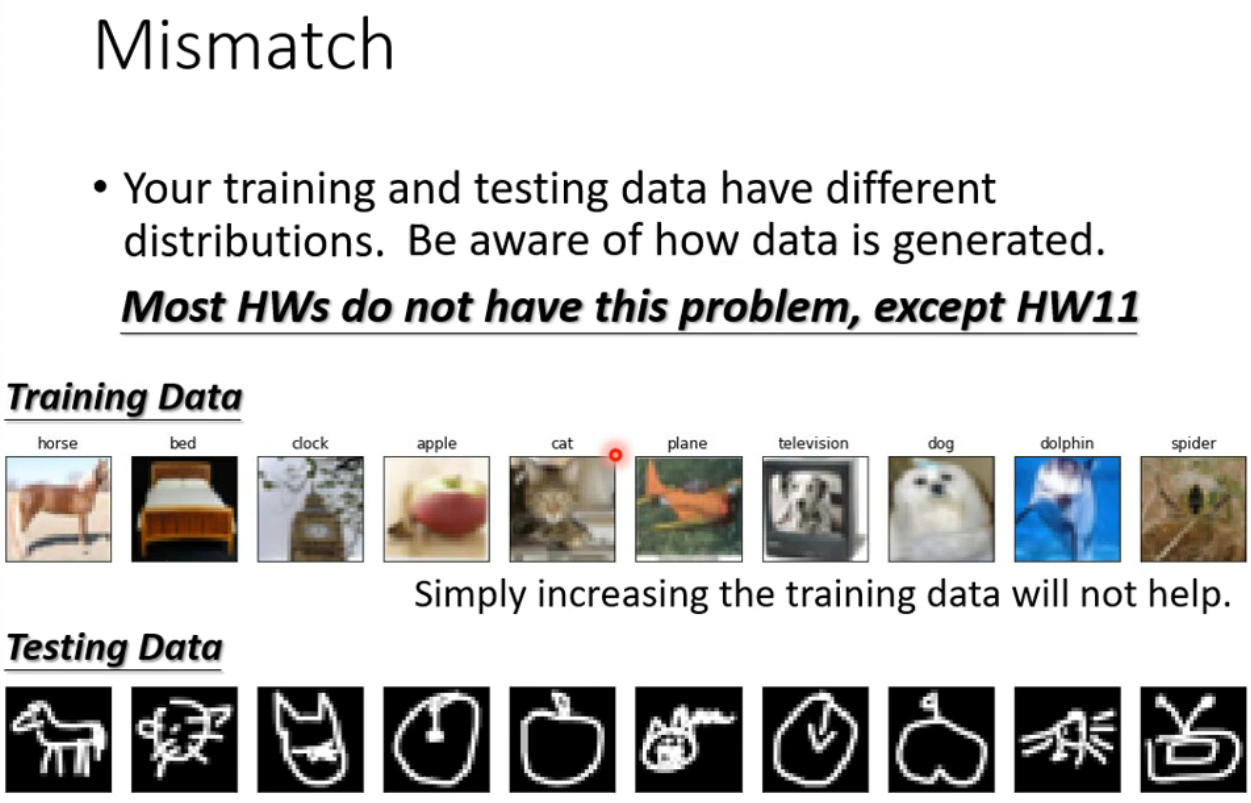 Mismatch
• Your training and testing data have different
distributions. Be aware of how data is generated.
Most HWs do not have this problem, except HW11
Training Data
horse bed clock apple cat plane television dog dolphin spider
Simply increasing the training data will not help.
Testing Data